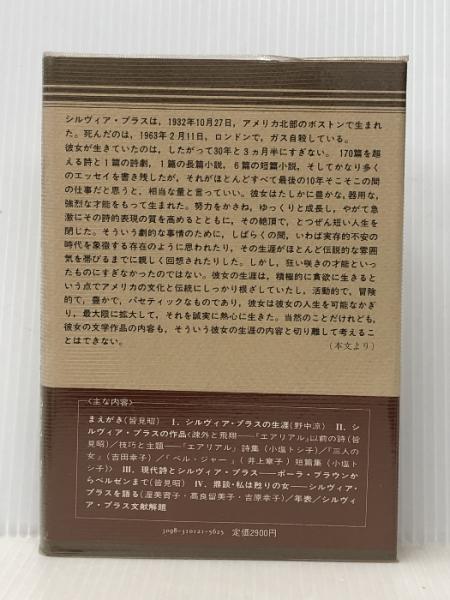 シルヴィア・プラスは，1932年10月27日，アメリカ北部のボストンで生まれ
た。死んだのは，1963年2月11日，ロンドンで，ガス自殺している。
彼女が生きていたのは，したがって30年と3ヵ月半にすぎない。170篇を超
える詩と1篇の詩劇，1篇の長篇小説，6篇の短篇小説，そしてかなり多く
のエッセイを書き残したが，それがほとんどすべて最後の10年そこそこの間
の仕事だと思うと，相当な量と言っていい。彼女はたしかに豊かな，器用な，
強烈な才能をもって生まれた。努力をかさね，ゆっくりと成長し，やがて急
激にその詩的表現の質を高めるとともに，その絶頂で，とつぜん短い人生を
閉じた。そういう劇的な事情のために，しばらくの間，いわば実存的不安の
時代を象徴する存在のように思われたり，その生涯がほとんど伝説的な雰囲
気を帯びるまでに親しく回想されたりした。しかし，狂い咲きの才能といっ
たものにすぎなかったのではない。彼女の生涯は，積極的に貪欲に生きると
いう点でアメリカの文化と伝統にしっかり根ざしていたし，活動的で，冒険
的で，豊かで，パセティックなものであり，彼女は彼女の人生を可能なかぎ
り，最大限に拡大して，それを誠実に熱心に生きた。当然のことだけれども，
彼女の文学作品の内容も，そういう彼女の生涯の内容と切り離して考えるこ
とはできない。
（本文より）
〈主な内容〉
まえがき(皆見昭) Ⅰ．シルヴィア・プラスの生涯(野中涼) Ⅱ．シ
ルヴィア・プラスの作品〈疎外と飛翔――『エアリアル』以前の詩(皆
見昭)／技巧と主題――『エアリアル』詩集(小塩トシ子)／『三人の
女』(吉田幸子)／『ベル・ジャー』(井上章子) 短篇集(小塩ト
シ子)〉 Ⅲ．現代詩とシルヴィア・プラス――ポーラ・ブラウンか
らベルゼンまで(皆見昭) Ⅳ．鼎談・私は甦りの女――シルヴィア・
プラスを語る(渥美育子・高良留美子・吉原幸子)／年表／シルヴィ
ア・プラス文献解題
3098-310121-5625 定価2900円